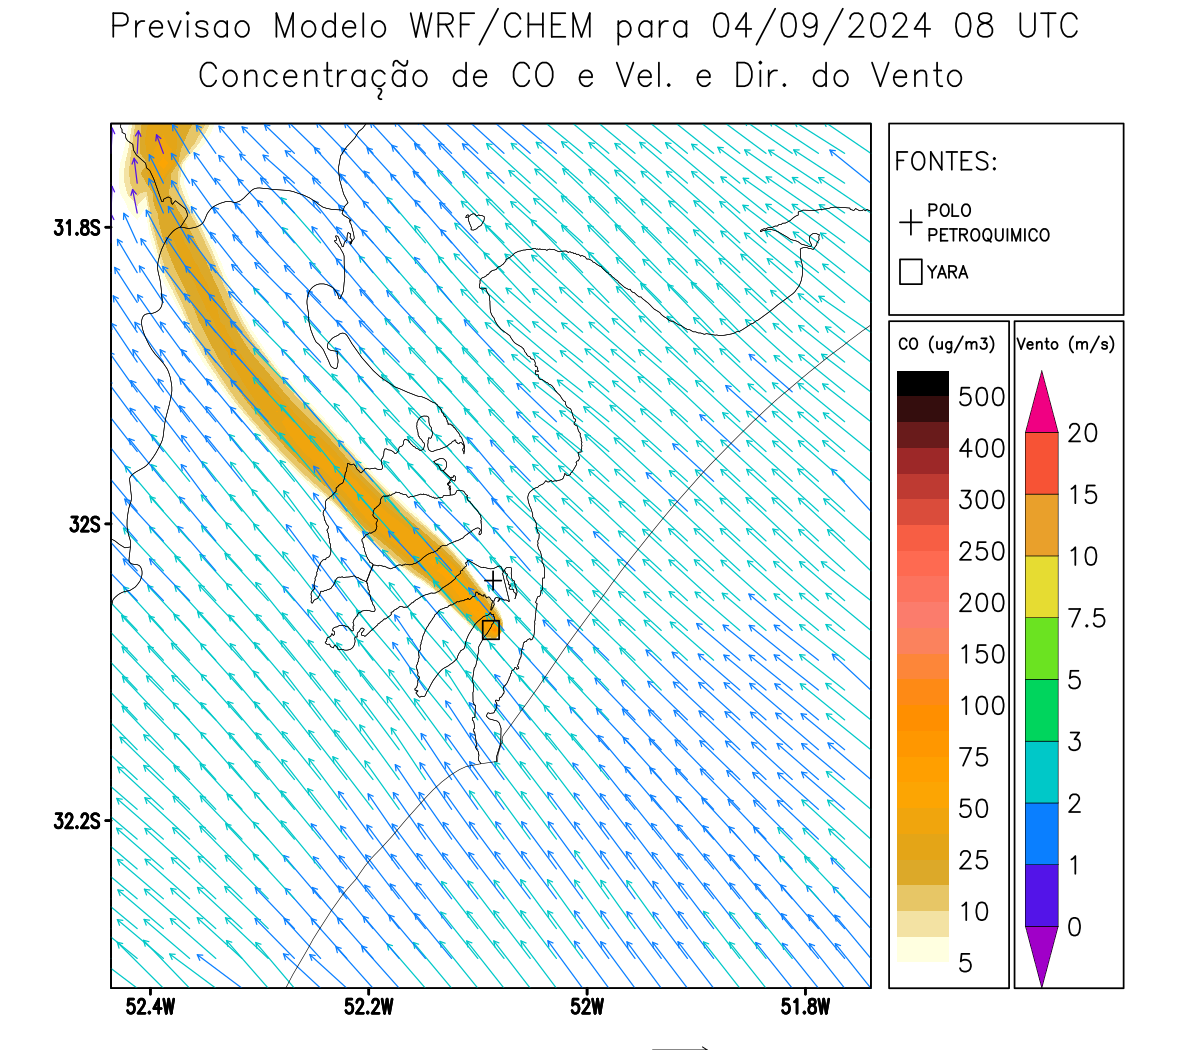 Previsao Modelo WRF/CHEM para 04/09/2024 08 UTC
Concentração de CO e Vel. e Dir. do Vento
FONTES:
POLO
PETROQUIMICO
YARA
31.8S
32S
32.2S
52.4W
52.2W
52W
51.8W
CO (ug/m3)
500
400
300
250
200
150
100
75
50
25
10
5
Vento (m/s)
20
15
10
7.5
5
3
2
1
0